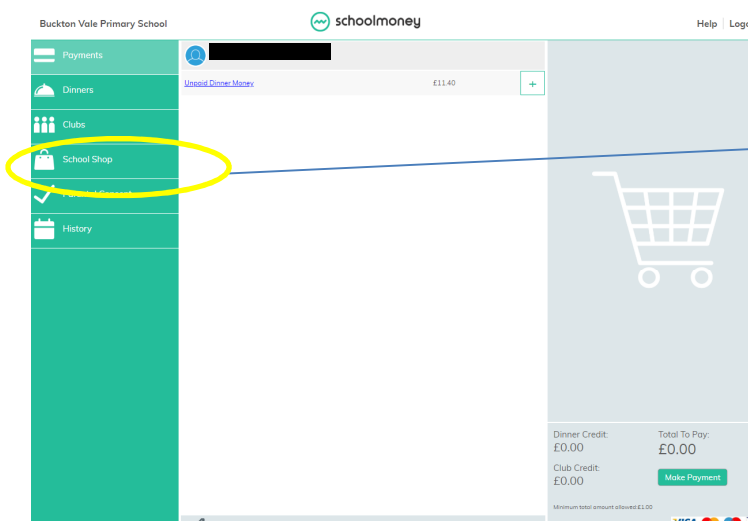 Buckton Vale Primary School
schoolmoney
Help
Payments
Unpaid Dinner Money £11.40 +
Dinners
Clubs
School Shop
History
Dinner Credit: Total To Pay:
£0.00 £0.00
Club Credit:
£0.00 Make Payment
Minimum total amount allowed £1.00
VISA